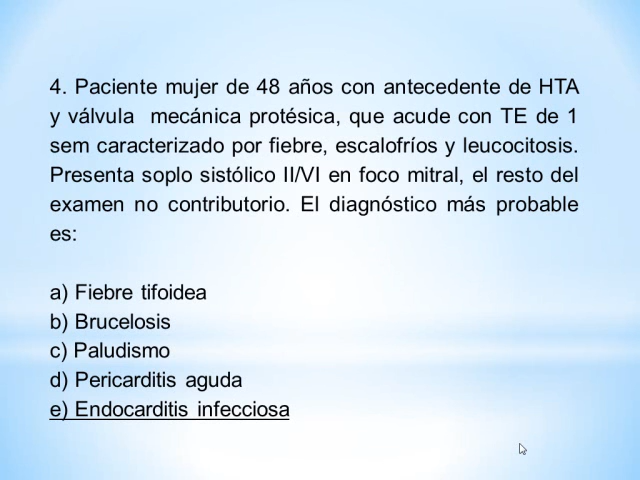 4. Paciente mujer de 48 años con antecedente de HTA
y válvula mecánica protésica, que acude con TE de 1
sem caracterizado por fiebre, escalofríos y leucocitosis.
Presenta soplo sistólico II/VI en foco mitral, el resto del
examen no contributorio. El diagnóstico más probable
es:
a) Fiebre tifoidea
b) Brucelosis
c) Paludismo
d) Pericarditis aguda
e) Endocarditis infecciosa